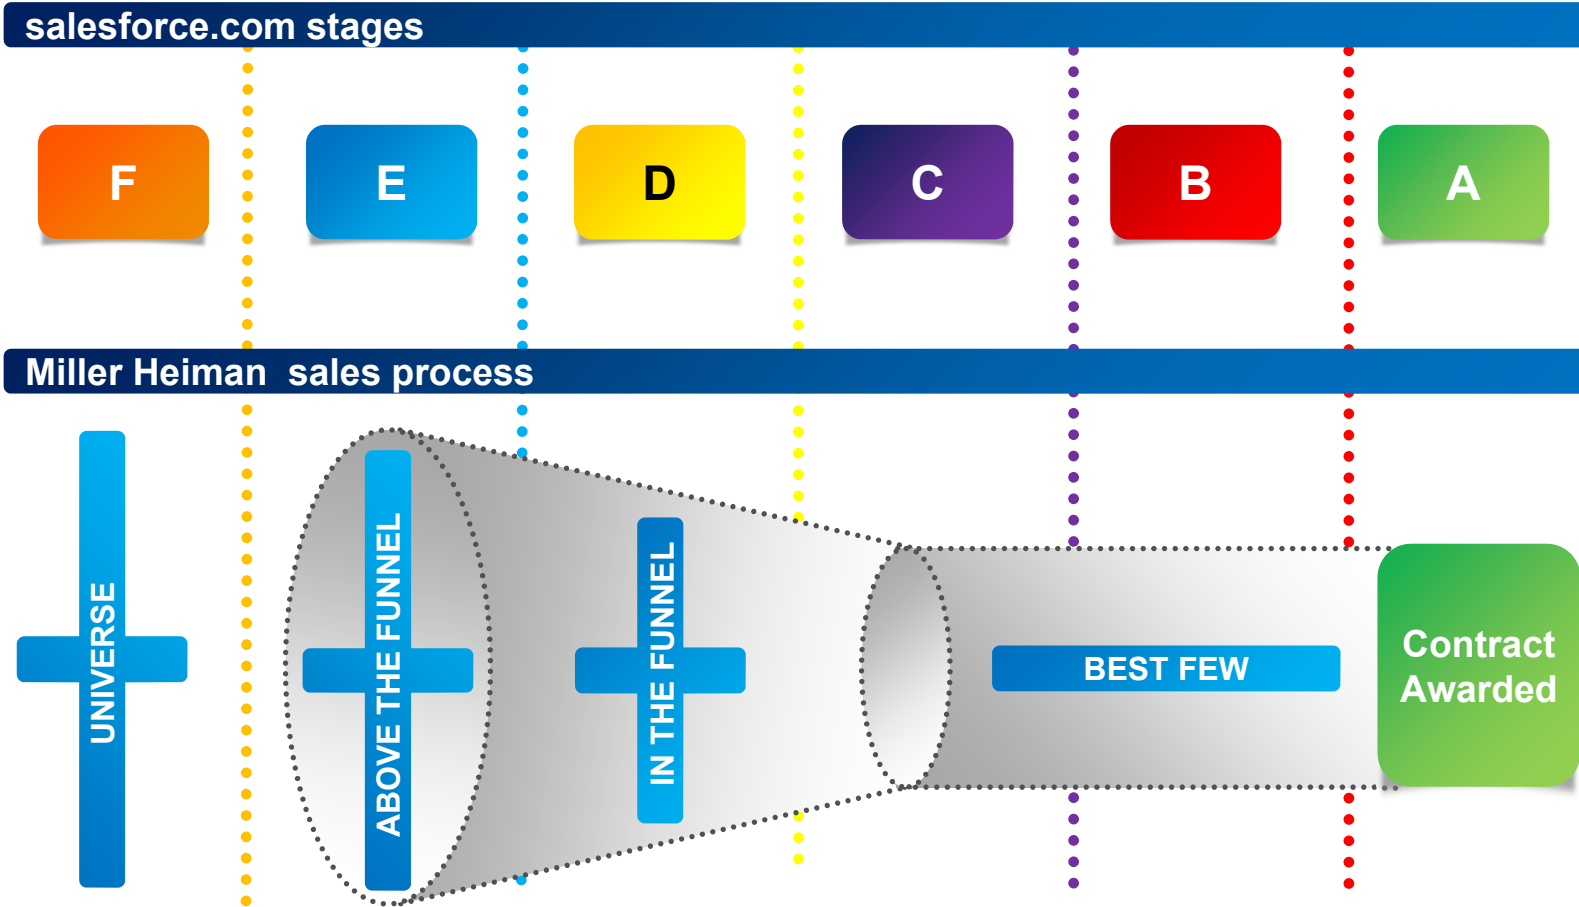 salesforce.com stages
F
E
D
C
B
A
Miller Heiman  sales process
UNIVERSE
ABOVE THE FUNNEL
IN THE FUNNEL
BEST FEW
Contract
Awarded